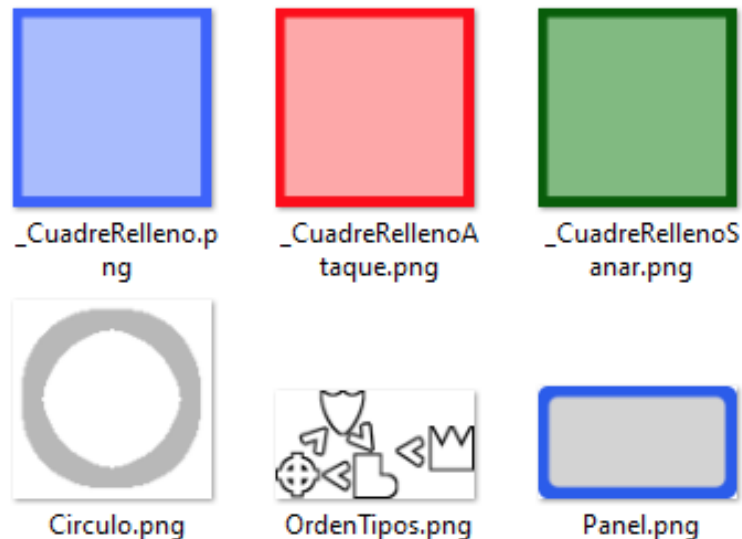 _CuadreRelleno.p
ng
_CuadreRellenoA
taque.png
_CuadreRellenoS
anar.png
Circulo.png
OrdenTipos.png
Panel.png